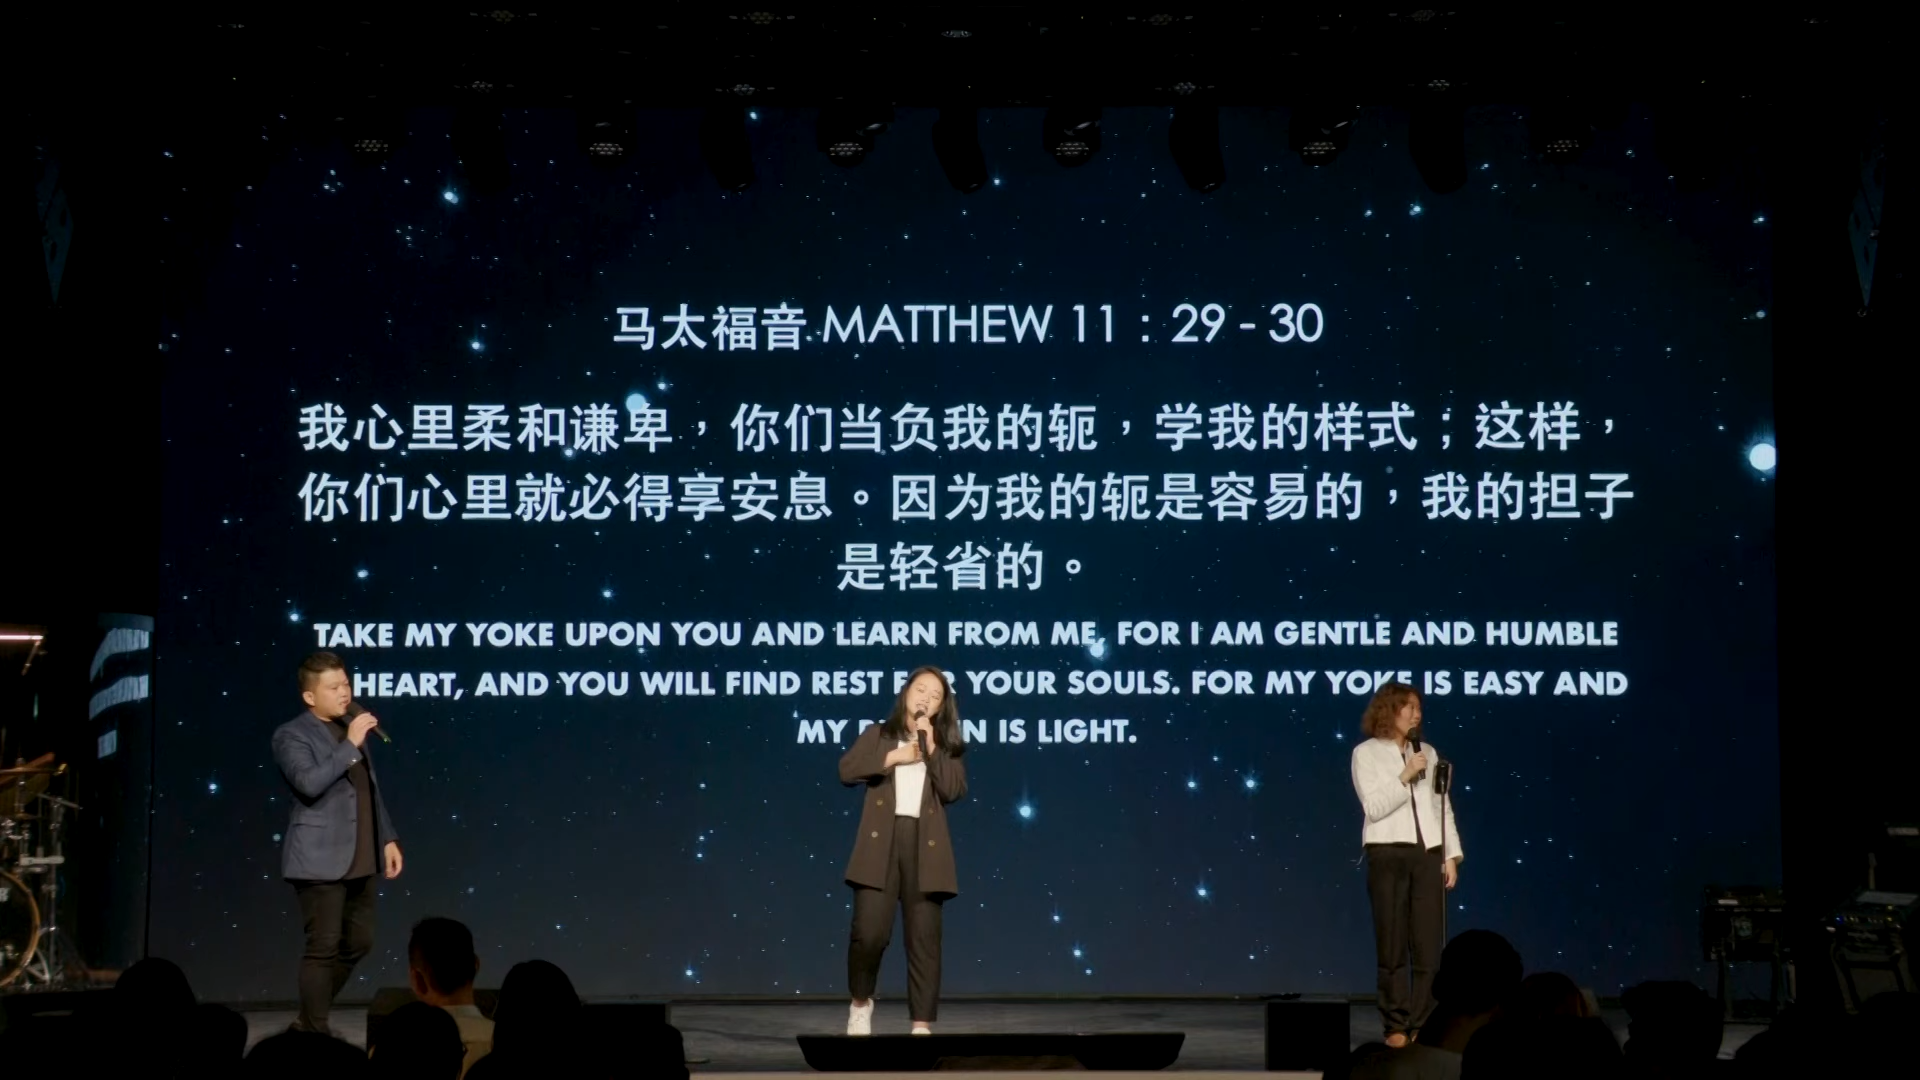 马太福音 MATTHEW 11 : 29 - 30
我心里柔和谦卑，你们当负我的轭，学我的样式；这样，
你们心里就必得享安息。因为我的轭是容易的，我的担子
是轻省的。
TAKE MY YOKE UPON YOU AND LEARN FROM ME, FOR I AM GENTLE AND HUMBLE
HEART, AND YOU WILL FIND REST YOUR SOULS. FOR MY YOKE IS EASY AND
MY IS LIGHT.